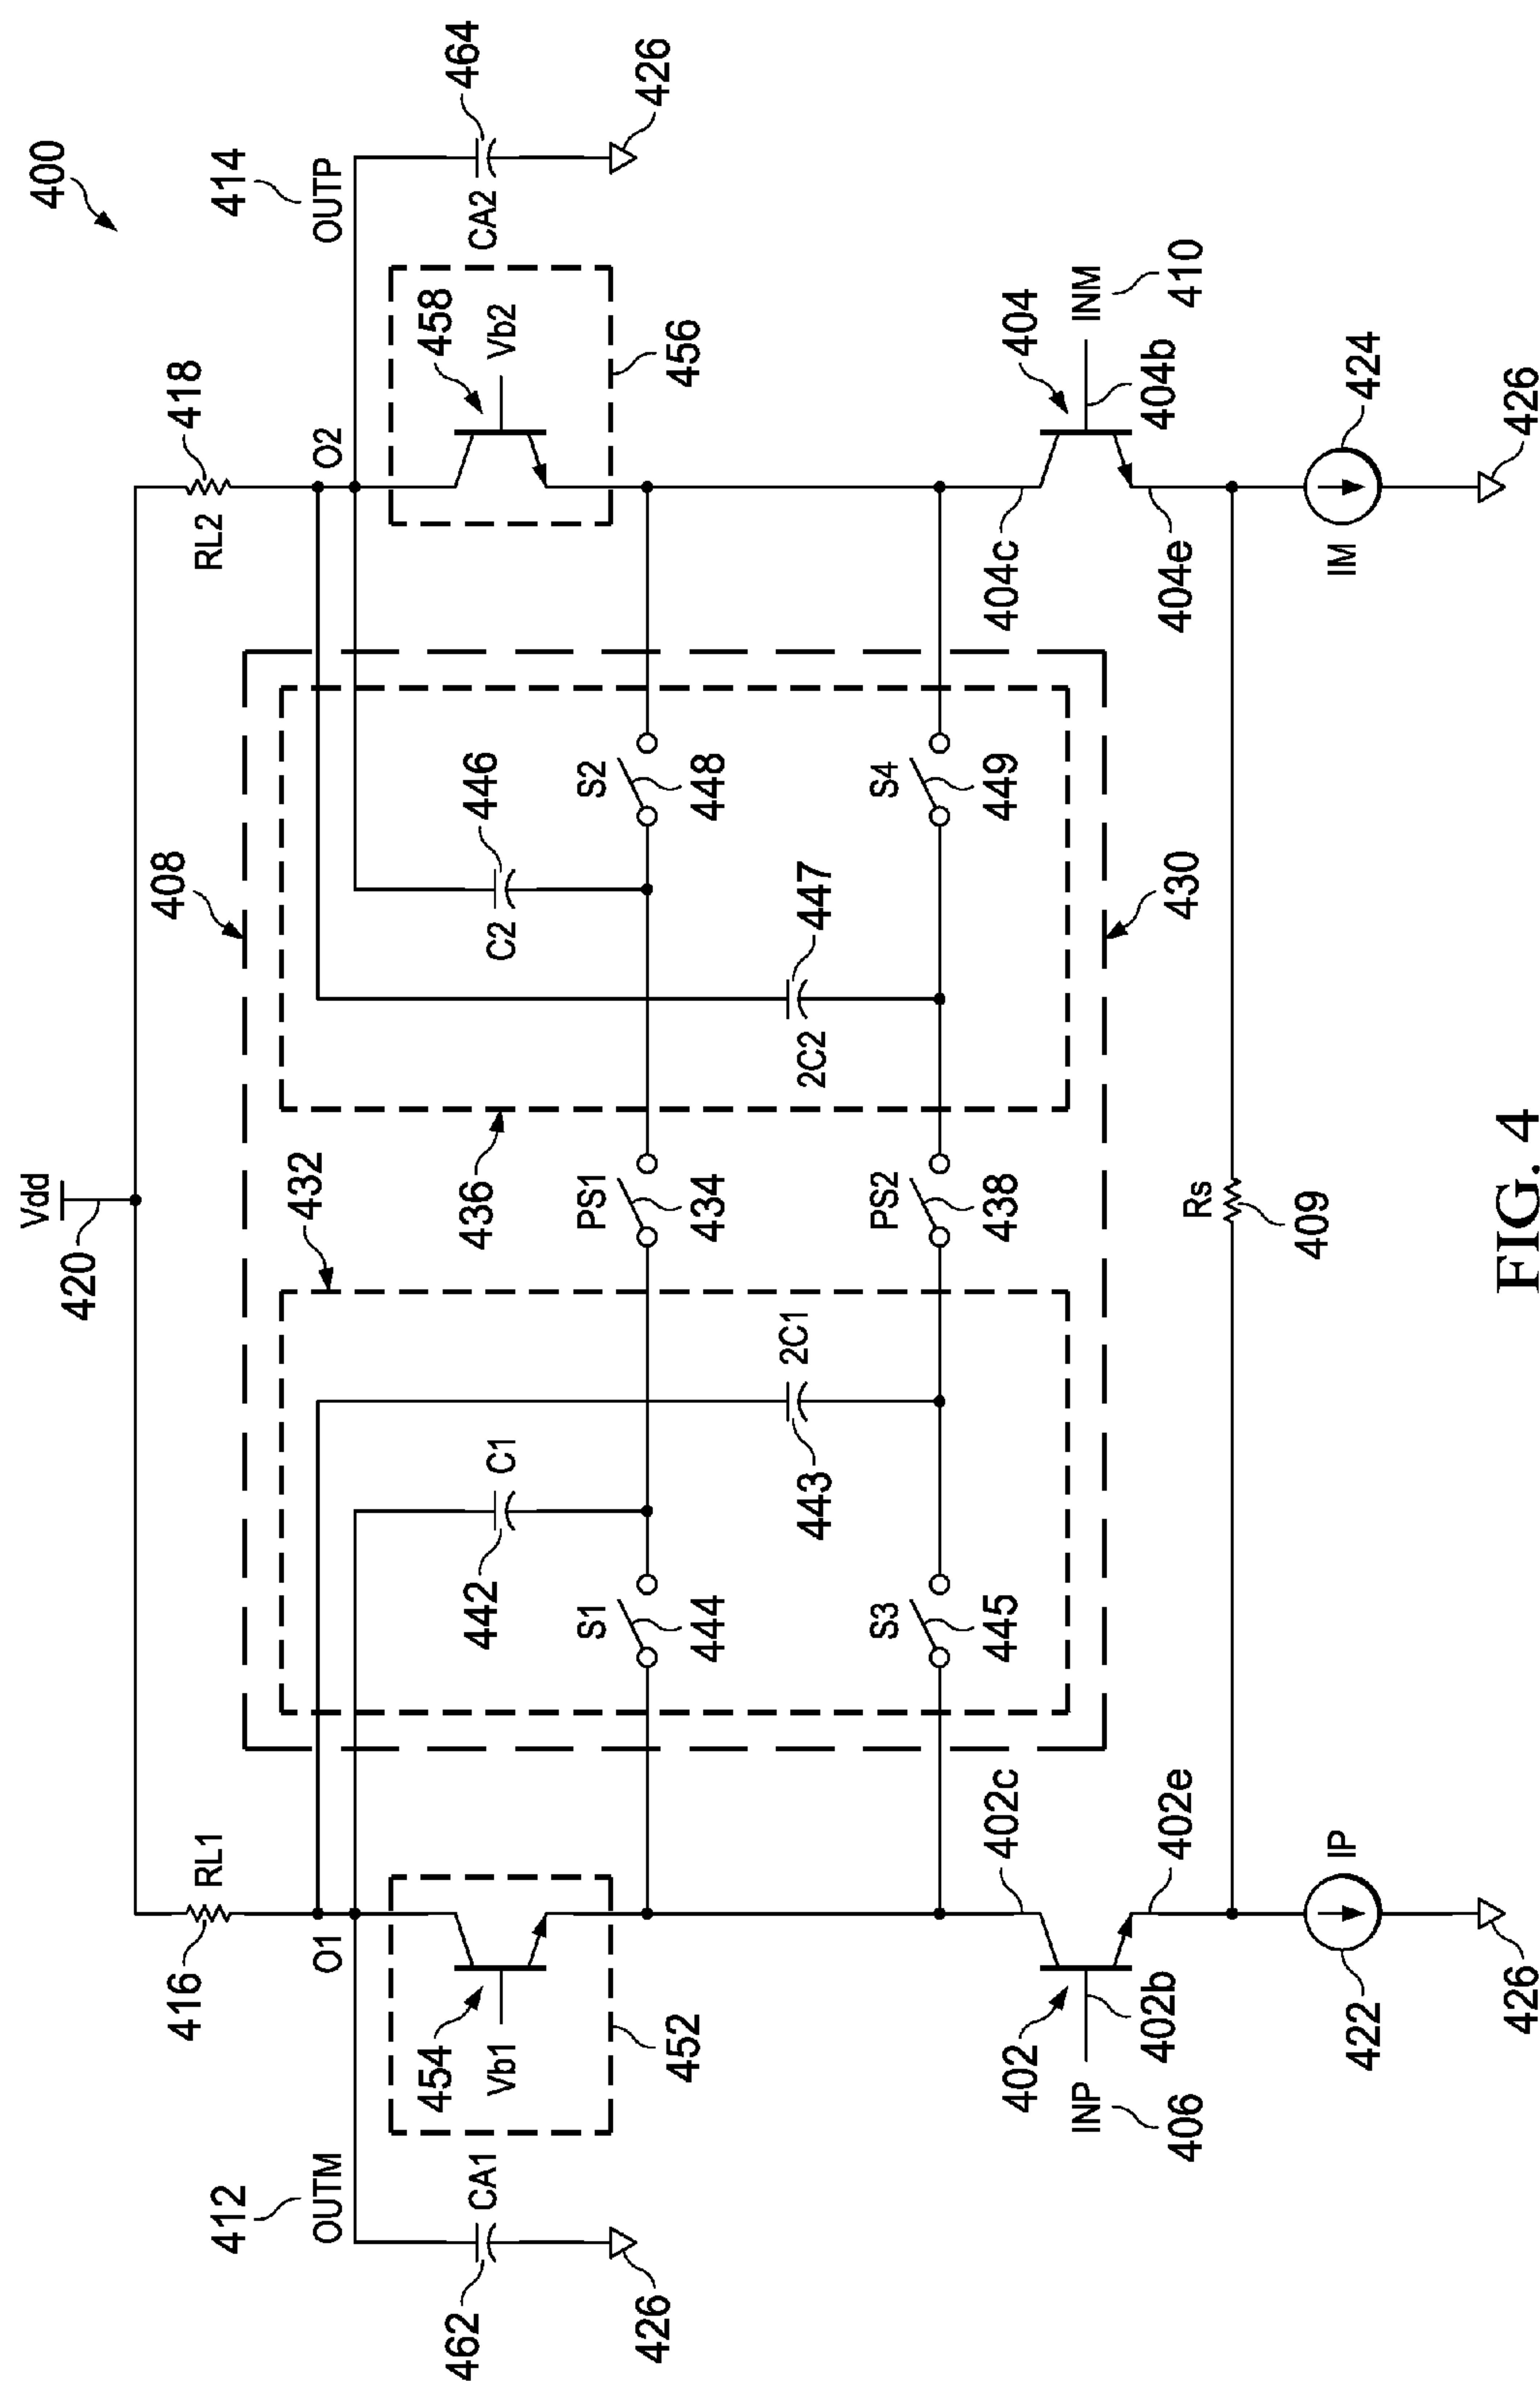 400
Vdd
420
416
RL1
RL2
418
408
412
OUTM
O1
432
O2
OUTP
414
462
CA1
454
Vb1
442
C1
436
C2
446
458
Vb2
CA2
464
426
452
S1
444
PS1
434
S2
448
456
426
443
2C1
2C2
447
S3
445
PS2
438
S4
449
402
INP
406
402b
402c
402e
404c
404e
404
404b
INM
410
430
Rs
409
422
IP
IM
424
426
426
FIG. 4